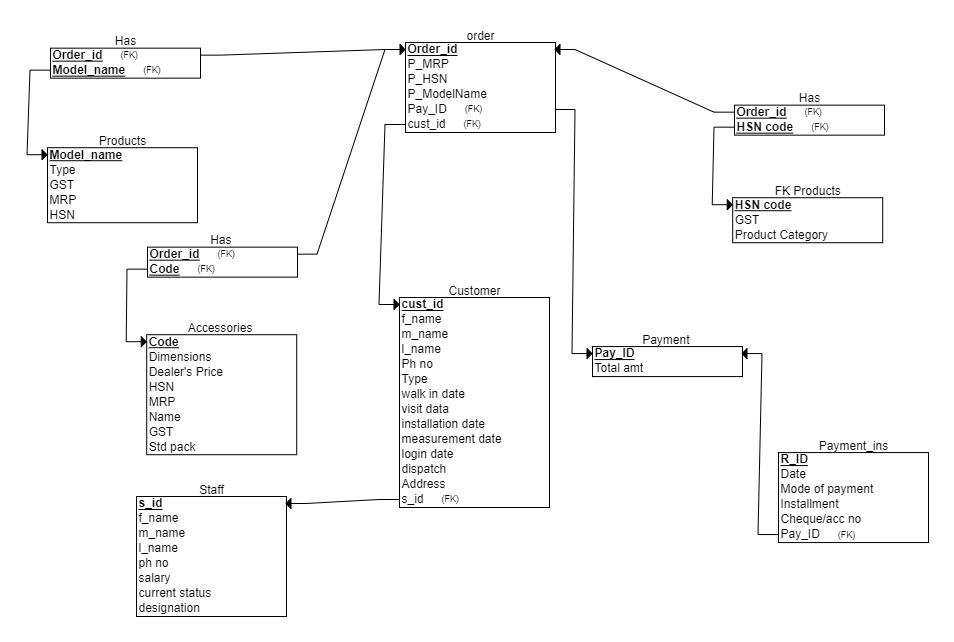 Has
Order_id (FK)
Model_name (FK)
Products
Model_name
Type
GST
MRP
HSN
Has
Order_id (FK)
Code (FK)
Accessories
Code
Dimensions
Dealer's Price
HSN
MRP
Name
GST
Std pack
Staff
s_id
f_name
m_name
l_name
ph no
salary
current status
designation
order
Order_id
P_MRP
P_HSN
P_ModelName
Pay_ID (FK)
cust_id (FK)
Customer
cust_id
f_name
m_name
l_name
Ph no
Type
walk in date
visit data
installation date
measurement date
login date
dispatch
Address
s_id (FK)
Has
Order_id (FK)
HSN code (FK)
FK Products
HSN code
GST
Product Category
Payment
Pay_ID
Total amt
Payment_ins
R_ID
Date
Mode of payment
Installment
Cheque/acc no
Pay_ID (FK)